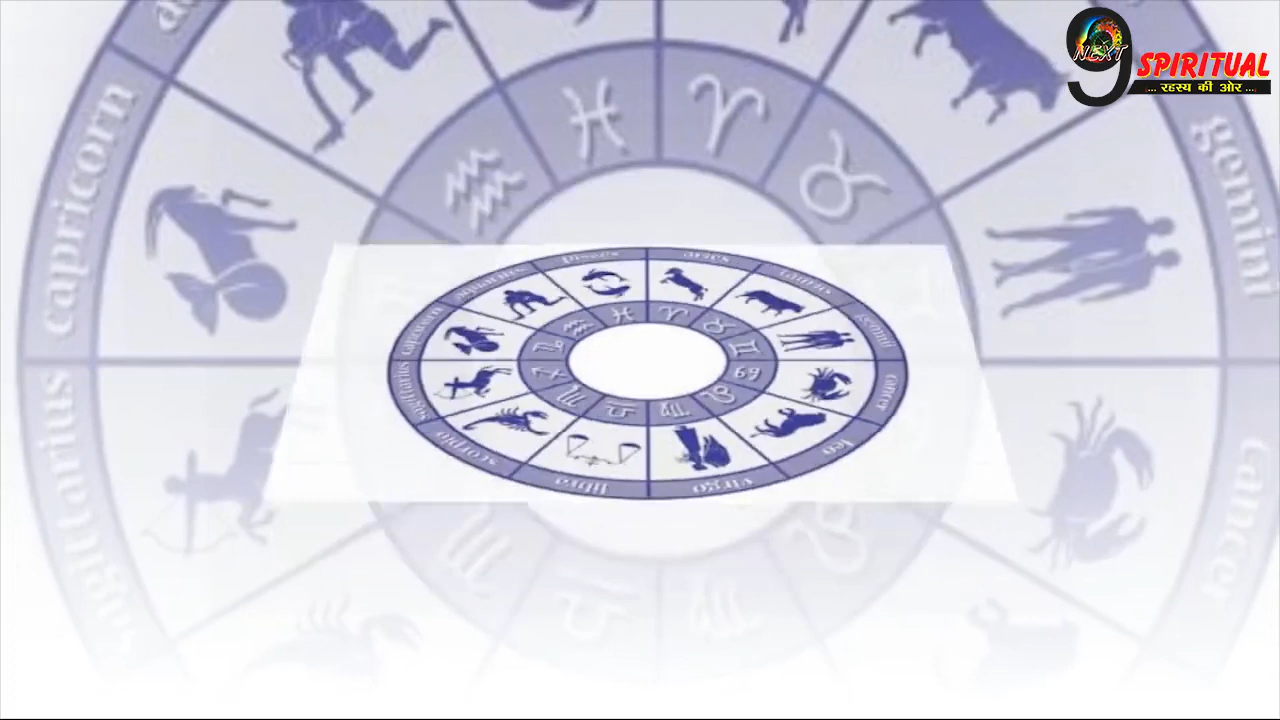 NEXT
9 SPIRITUAL
... रहस्य की ओर ...
capricorn
gemini
sagittarius
cancer
pisces
aries
aquarius
taurus
capricorn
gemini
sagittarius
cancer
scorpio
leo
libra
virgo